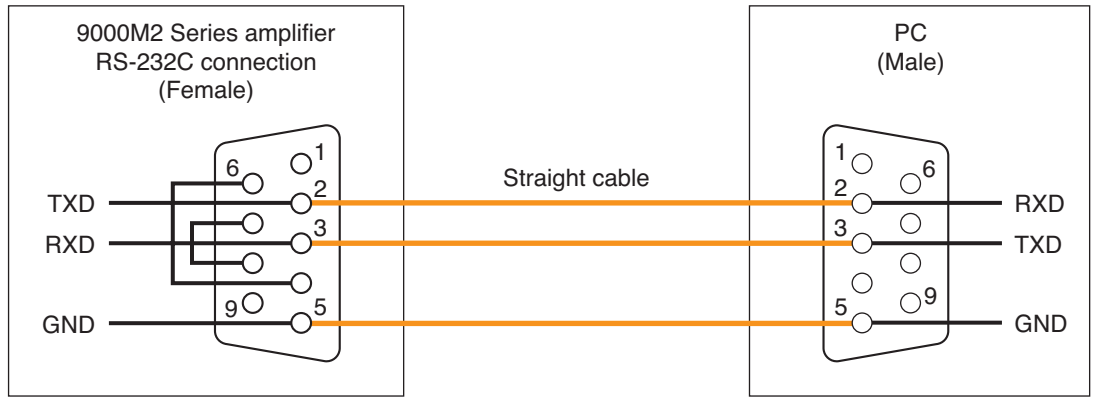 9000M2 Series amplifier
RS-232C connection
(Female)
PC
(Male)
Straight cable
6
1
2
3
9
5
TXD
RXD
GND
1
6
2
3
5
9
RXD
TXD
GND